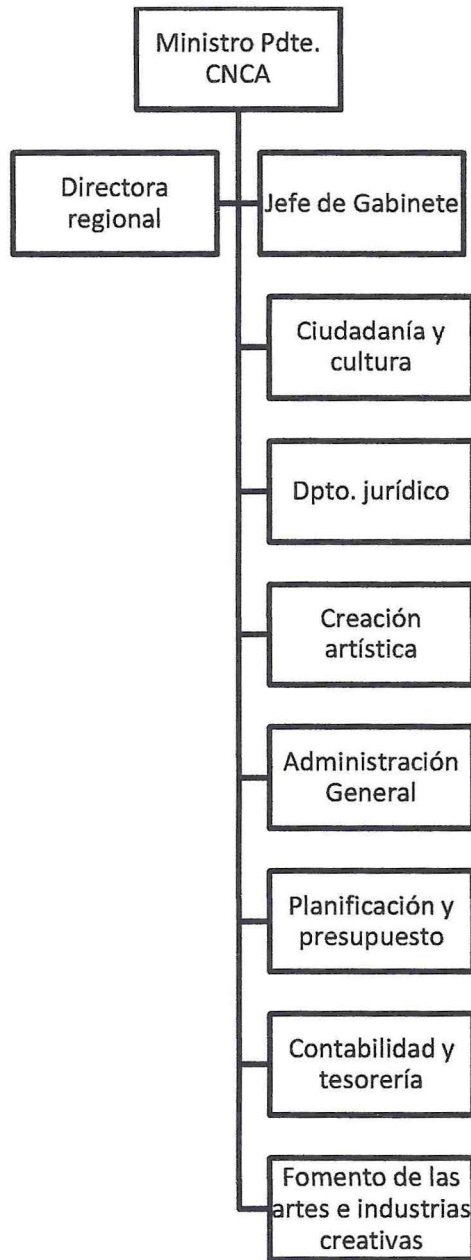 Ministro Pdte.
CNCA
Directora
regional
Jefe de Gabinete
Ciudadanía y
cultura
Dpto. jurídico
Creación
artística
Administración
General
Planificación y
presupuesto
Contabilidad y
tesorería
Fomento de las
artes e industrias
creativas